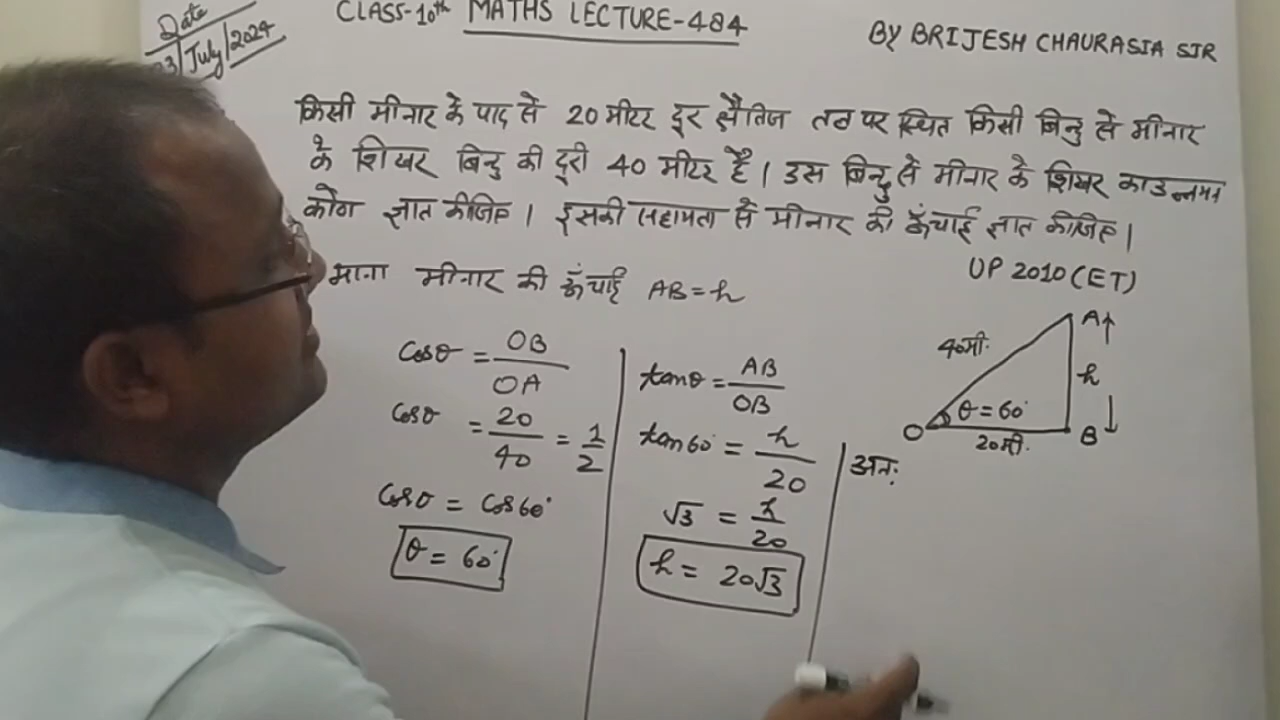 Date
23/July/2024
CLASS-10th MATHS LECTURE-484
BY BRIJESH CHAURASIA SIR
किसी मीनार के पाद से 20 मीटर दूर क्षैतिज तल पर स्थित किसी बिन्दु से मीनार
के शिखर बिन्दु की दूरी 40 मीटर है। उस बिन्दु से मीनार के शिखर का उन्नयन
कोण ज्ञात कीजिए। इसकी सहायता से मीनार की ऊँचाई ज्ञात कीजिए।
UP 2010 (ET)
माना मीनार की ऊँचाई AB = h
cosθ = OB/OA
cosθ = 20/40 = 1/2
cosθ = cos60°
θ = 60°
tanθ = AB/OB
tan60° = h/20
√3 = h/20
h = 20√3
अतः
A
40मी.
h
θ = 60°
O
20मी.
B